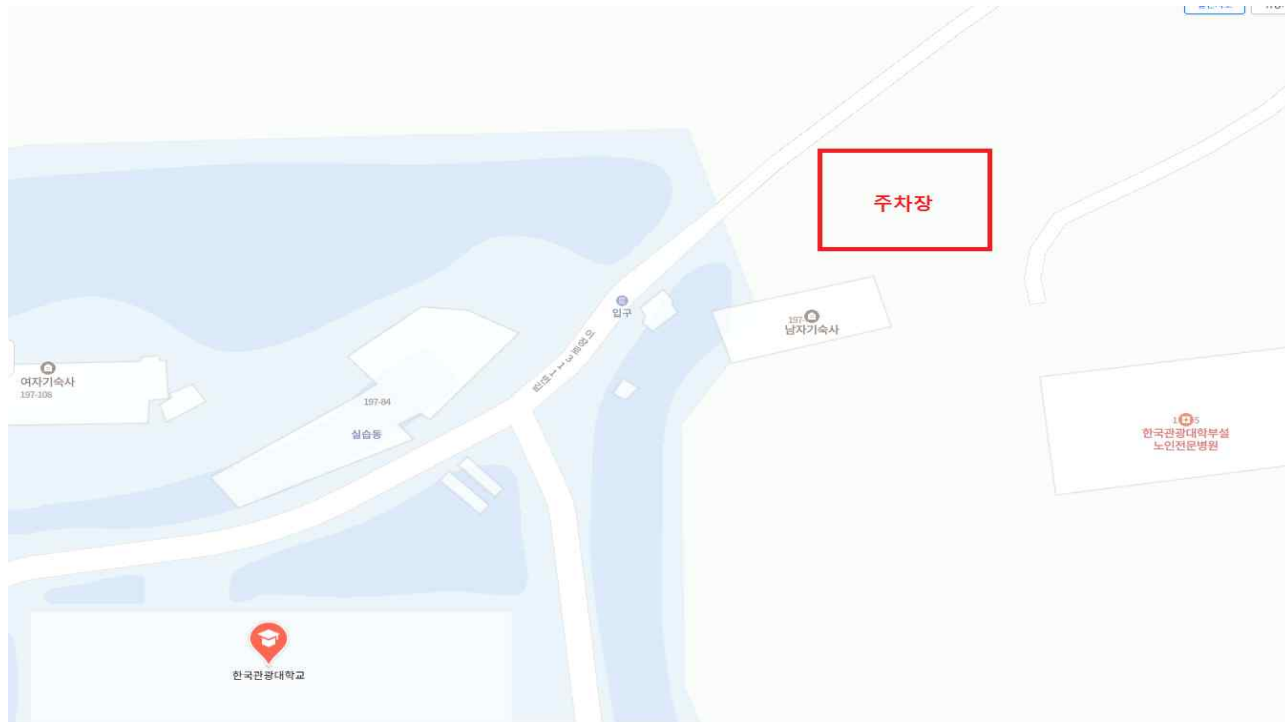 주차장
입구
남자기숙사
여자기숙사
197-108
197-84
실습동
한국관광대학부설
노인전문병원
한국관광대학교